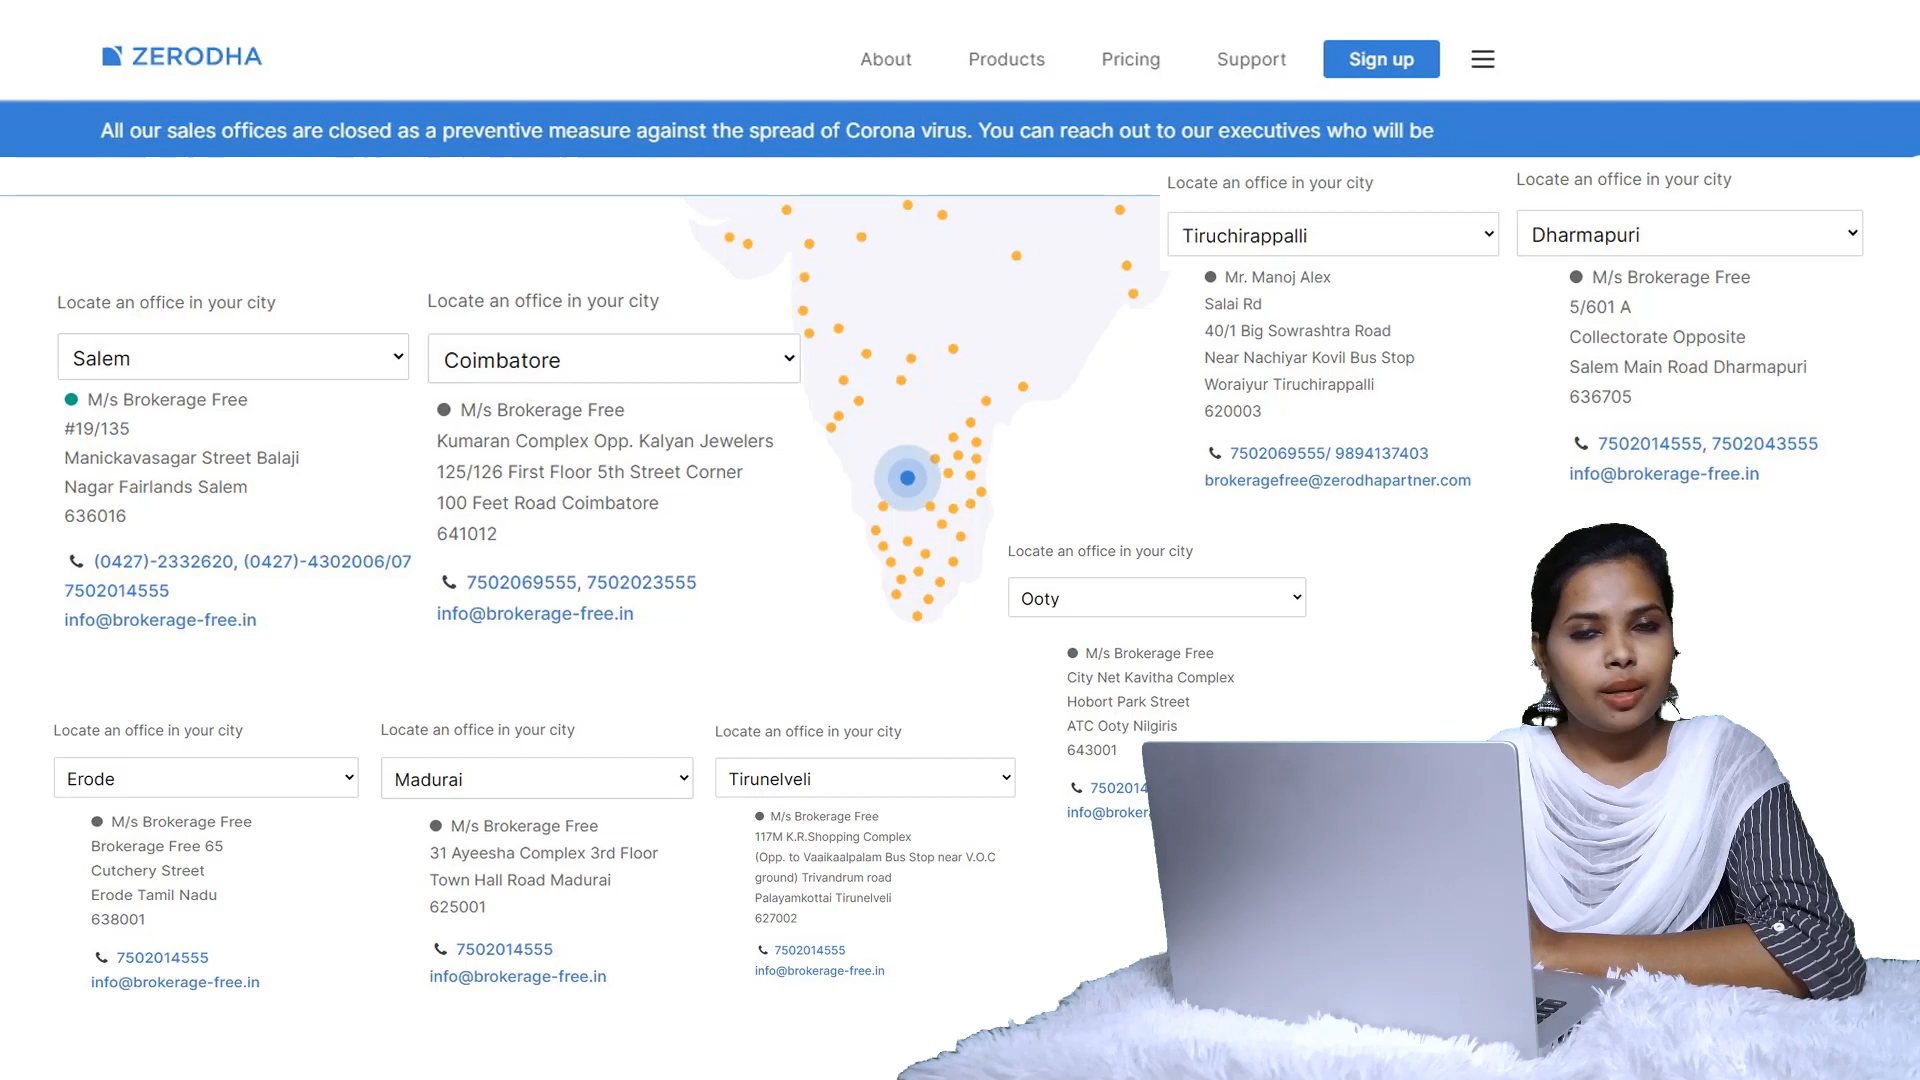 ZERODHA
About
Products
Pricing
Support
Sign up
All our sales offices are closed as a preventive measure against the spread of Corona virus. You can reach out to our executives who will be
Locate an office in your city
Salem
M/s Brokerage Free
#19/135
Manickavasagar Street Balaji
Nagar Fairlands Salem
636016
(0427)-2332620, (0427)-4302006/07
7502014555
info@brokerage-free.in
Locate an office in your city
Coimbatore
M/s Brokerage Free
Kumaran Complex Opp. Kalyan Jewelers
125/126 First Floor 5th Street Corner
100 Feet Road Coimbatore
641012
7502069555, 7502023555
info@brokerage-free.in
Locate an office in your city
Tiruchirappalli
Mr. Manoj Alex
Salai Rd
40/1 Big Sowrashtra Road
Near Nachiyar Kovil Bus Stop
Woraiyur Tiruchirappalli
620003
7502069555/ 9894137403
brokeragefree@zerodhapartner.com
Locate an office in your city
Dharmapuri
M/s Brokerage Free
5/601 A
Collectorate Opposite
Salem Main Road Dharmapuri
636705
7502014555, 7502043555
info@brokerage-free.in
Locate an office in your city
Ooty
M/s Brokerage Free
City Net Kavitha Complex
Hobort Park Street
ATC Ooty Nilgiris
643001
750201
info@broker
Locate an office in your city
Erode
M/s Brokerage Free
Brokerage Free 65
Cutchery Street
Erode Tamil Nadu
638001
7502014555
info@brokerage-free.in
Locate an office in your city
Madurai
M/s Brokerage Free
31 Ayeesha Complex 3rd Floor
Town Hall Road Madurai
625001
7502014555
info@brokerage-free.in
Locate an office in your city
Tirunelveli
M/s Brokerage Free
117M K.R.Shopping Complex
(Opp. to Vaaikaalpalam Bus Stop near V.O.C
ground) Trivandrum road
Palayamkottai Tirunelveli
627002
7502014555
info@brokerage-free.in